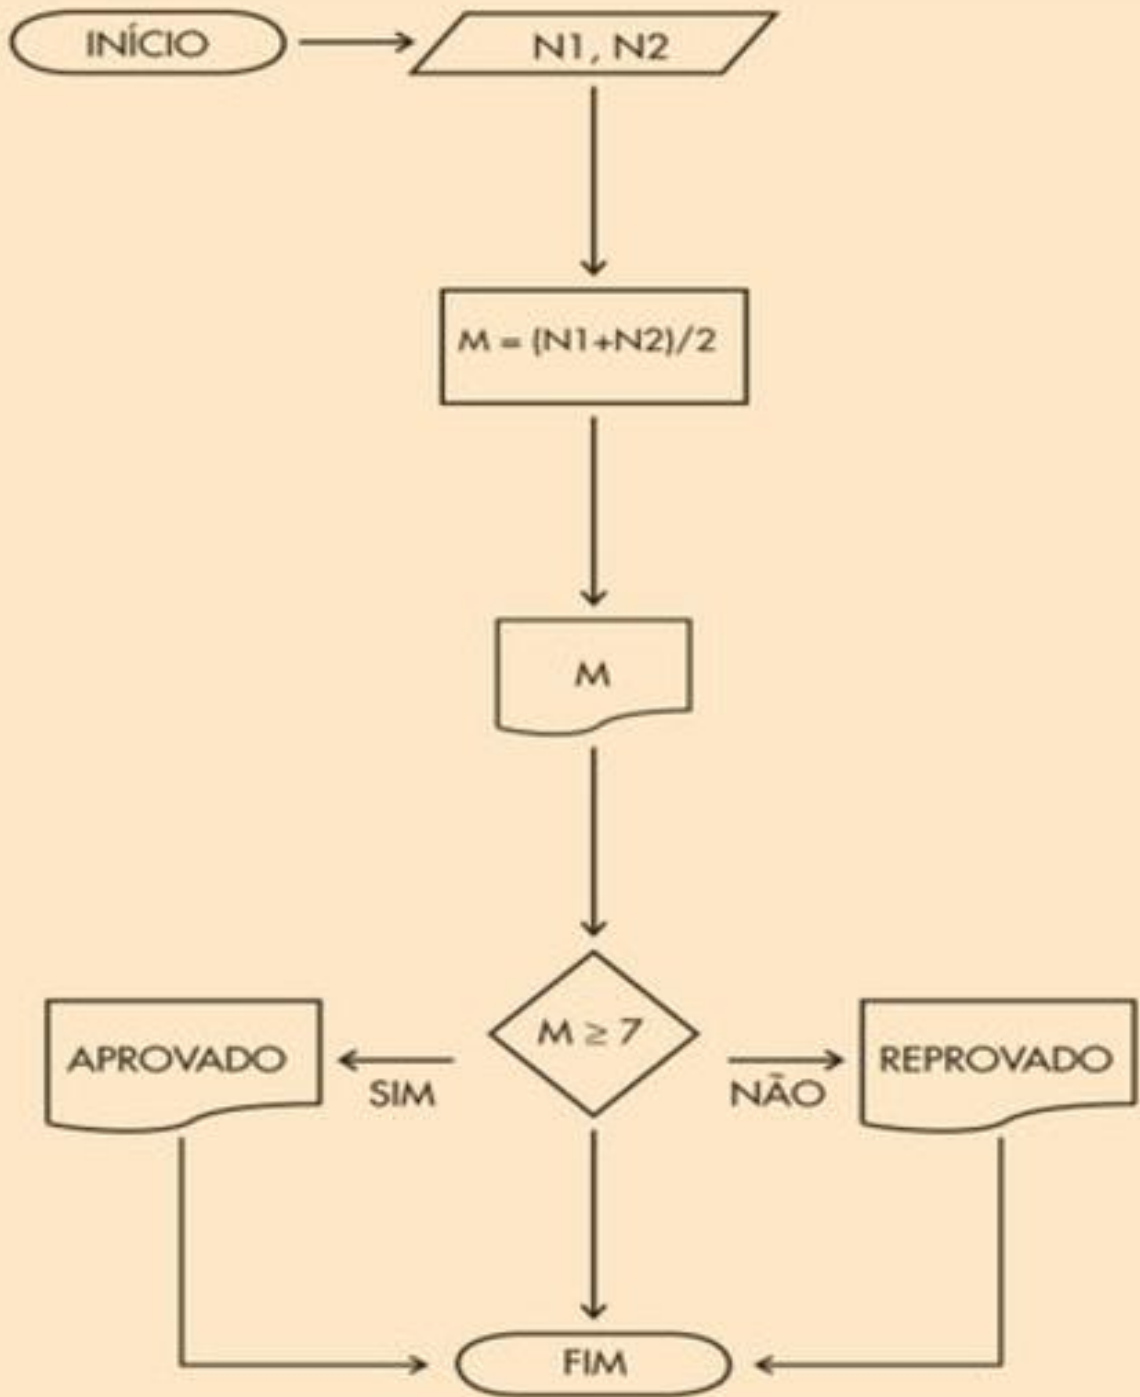 INÍCIO
N1, N2
M = (N1+N2)/2
M
M ≥ 7
APROVADO
SIM
NÃO
REPROVADO
FIM